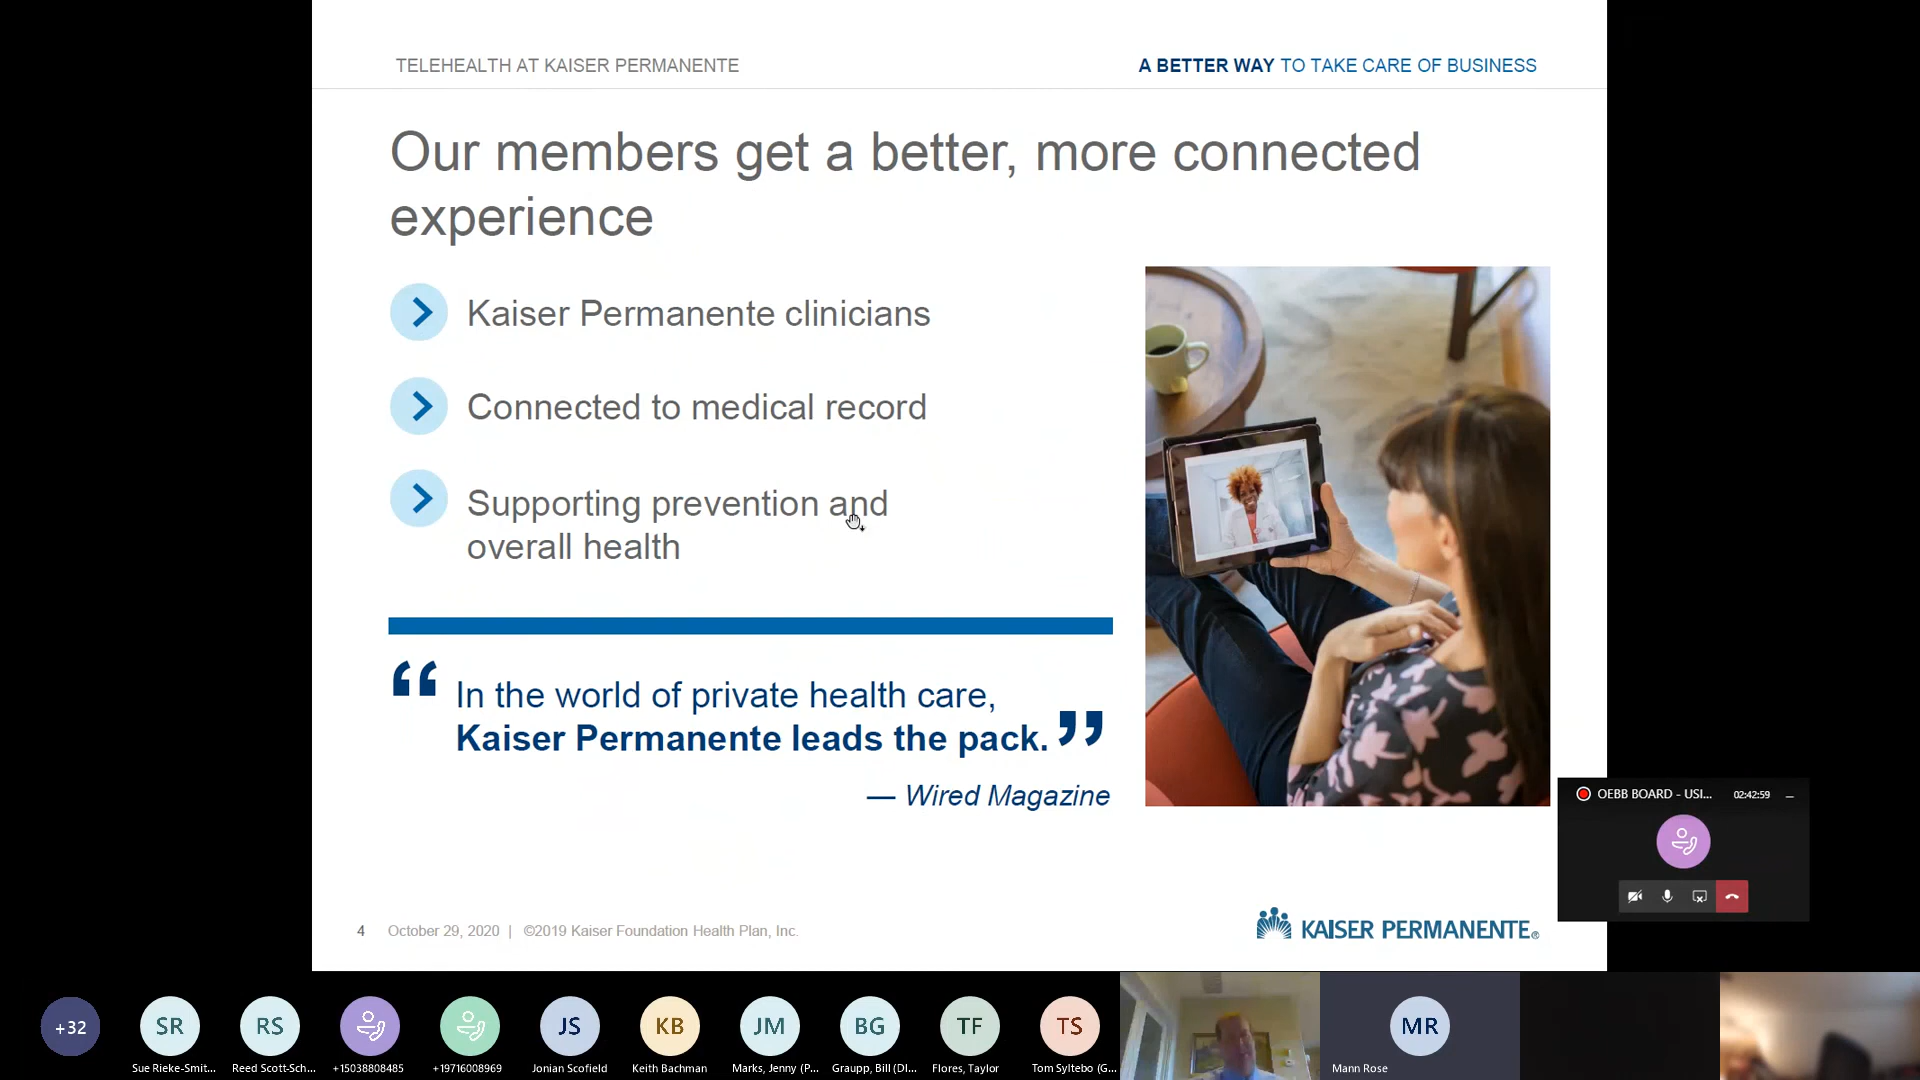 TELEHEALTH AT KAISER PERMANENTE
A BETTER WAY TO TAKE CARE OF BUSINESS
Our members get a better, more connected
experience
Kaiser Permanente clinicians
Connected to medical record
Supporting prevention and
overall health
“ In the world of private health care,
Kaiser Permanente leads the pack. ”
— Wired Magazine
OEBB BOARD - USI... 02:42:59
4 October 29, 2020 | ©2019 Kaiser Foundation Health Plan, Inc.
KAISER PERMANENTE®
+32 SR RS JS KB JM BG TF TS MR
Sue Rieke-Smit... Reed Scott-Sch... +15038808485 +19716008969 Jonian Scofield Keith Bachman Marks, Jenny (P... Graupp, Bill (DI... Flores, Taylor Tom Syltebo (G... Mann Rose